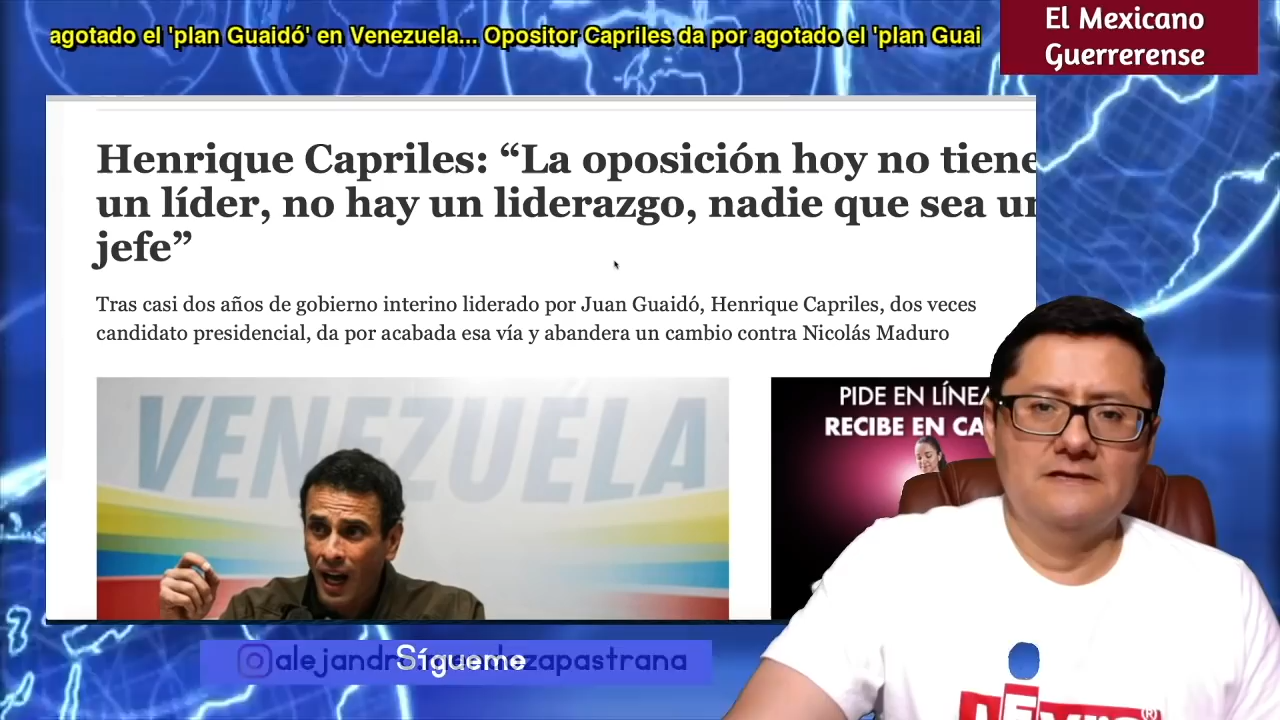 agotado el 'plan Guaidó' en Venezuela... Opositor Capriles da por agotado el 'plan Guai
El Mexicano
Guerrerense
Henrique Capriles: “La oposición hoy no tiene
un líder, no hay un liderazgo, nadie que sea un
jefe”
Tras casi dos años de gobierno interino liderado por Juan Guaidó, Henrique Capriles, dos veces
candidato presidencial, da por acabada esa vía y abandera un cambio contra Nicolás Maduro
VENEZUELA
PIDE EN LÍNEA
RECIBE EN CA
Sígueme